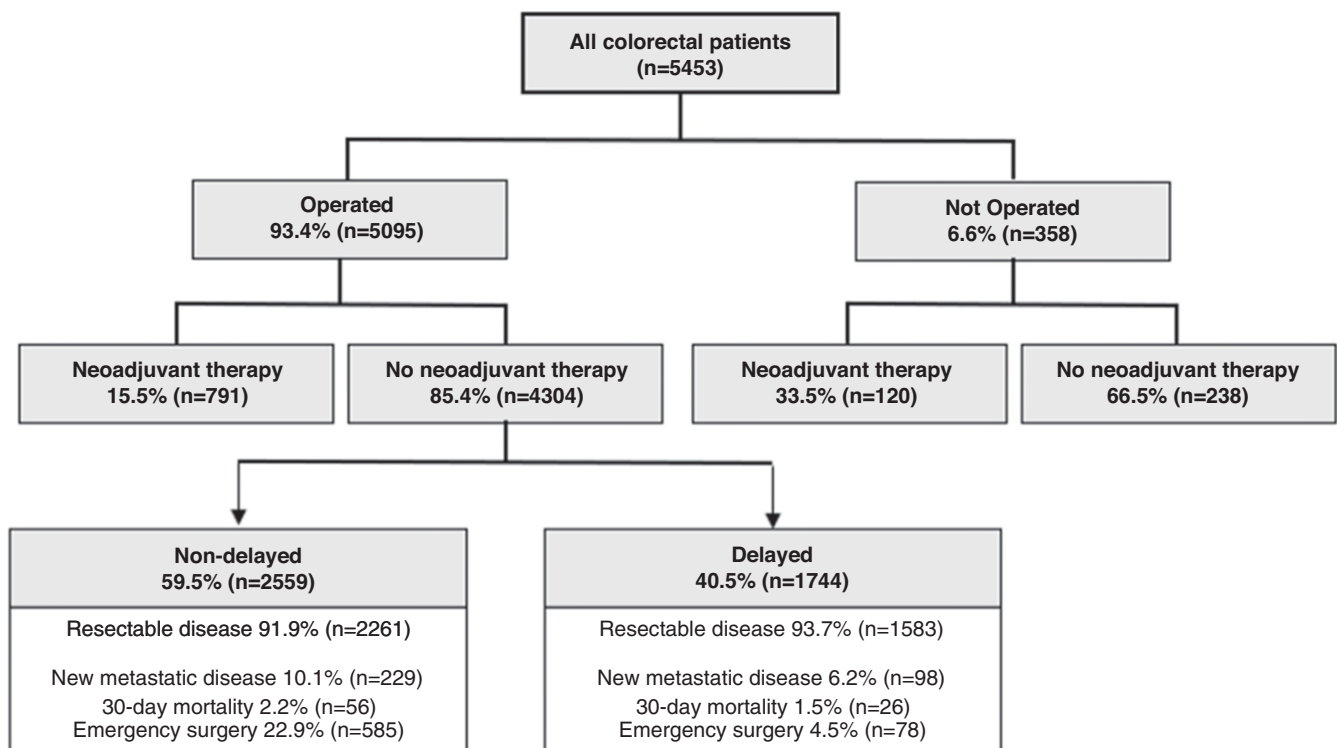 All colorectal patients
(n=5453)
Operated
93.4% (n=5095)
Not Operated
6.6% (n=358)
Neoadjuvant therapy
15.5% (n=791)
No neoadjuvant therapy
85.4% (n=4304)
Neoadjuvant therapy
33.5% (n=120)
No neoadjuvant therapy
66.5% (n=238)
Non-delayed
59.5% (n=2559)
Resectable disease 91.9% (n=2261)
New metastatic disease 10.1% (n=229)
30-day mortality 2.2% (n=56)
Emergency surgery 22.9% (n=585)
Delayed
40.5% (n=1744)
Resectable disease 93.7% (n=1583)
New metastatic disease 6.2% (n=98)
30-day mortality 1.5% (n=26)
Emergency surgery 4.5% (n=78)